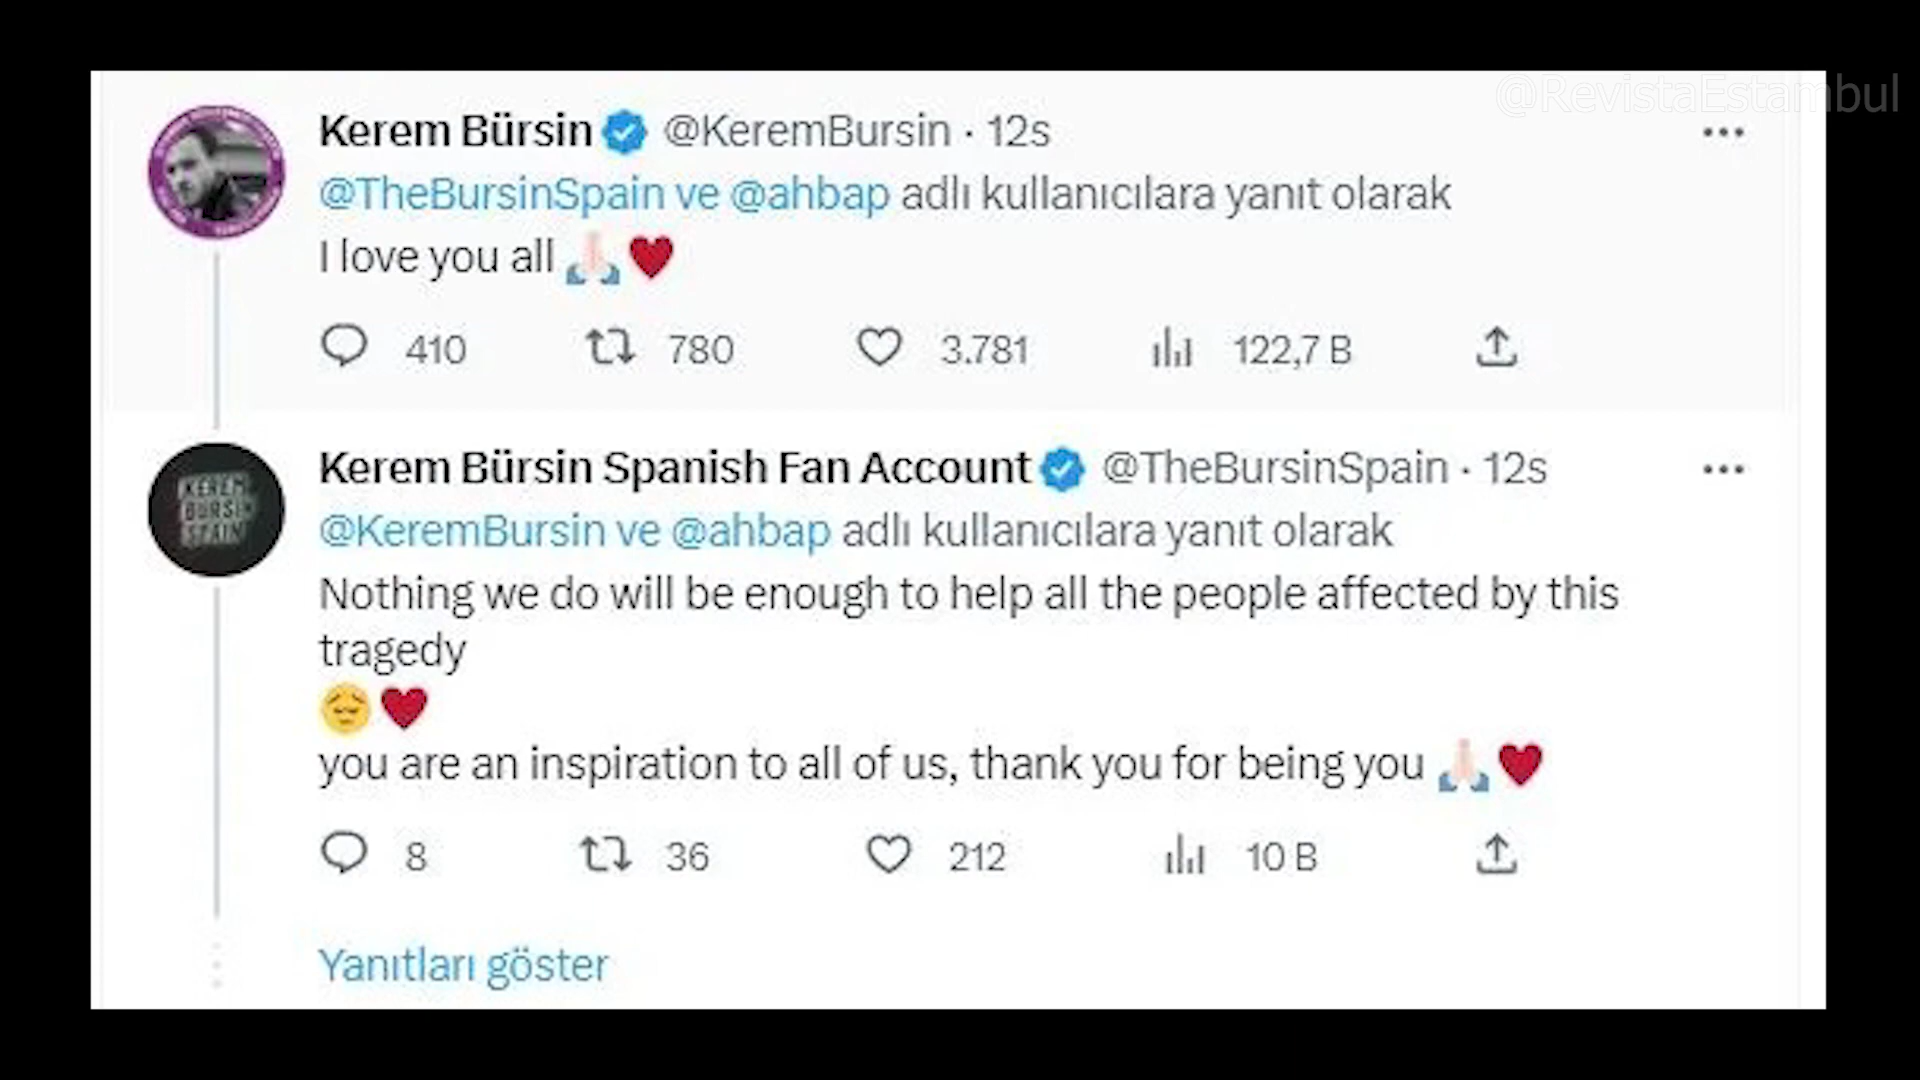 @RevistaEstambul
Kerem Bürsin @KeremBursin · 12s
@TheBursinSpain ve @ahbap adlı kullanıcılara yanıt olarak
I love you all 🙏🏻♥
410 780 3.781 122,7 B
KEREM
BURSIN
SPAIN
Kerem Bürsin Spanish Fan Account @TheBursinSpain · 12s
@KeremBursin ve @ahbap adlı kullanıcılara yanıt olarak
Nothing we do will be enough to help all the people affected by this
tragedy
😔♥
you are an inspiration to all of us, thank you for being you 🙏🏻♥
8 36 212 10 B
Yanıtları göster